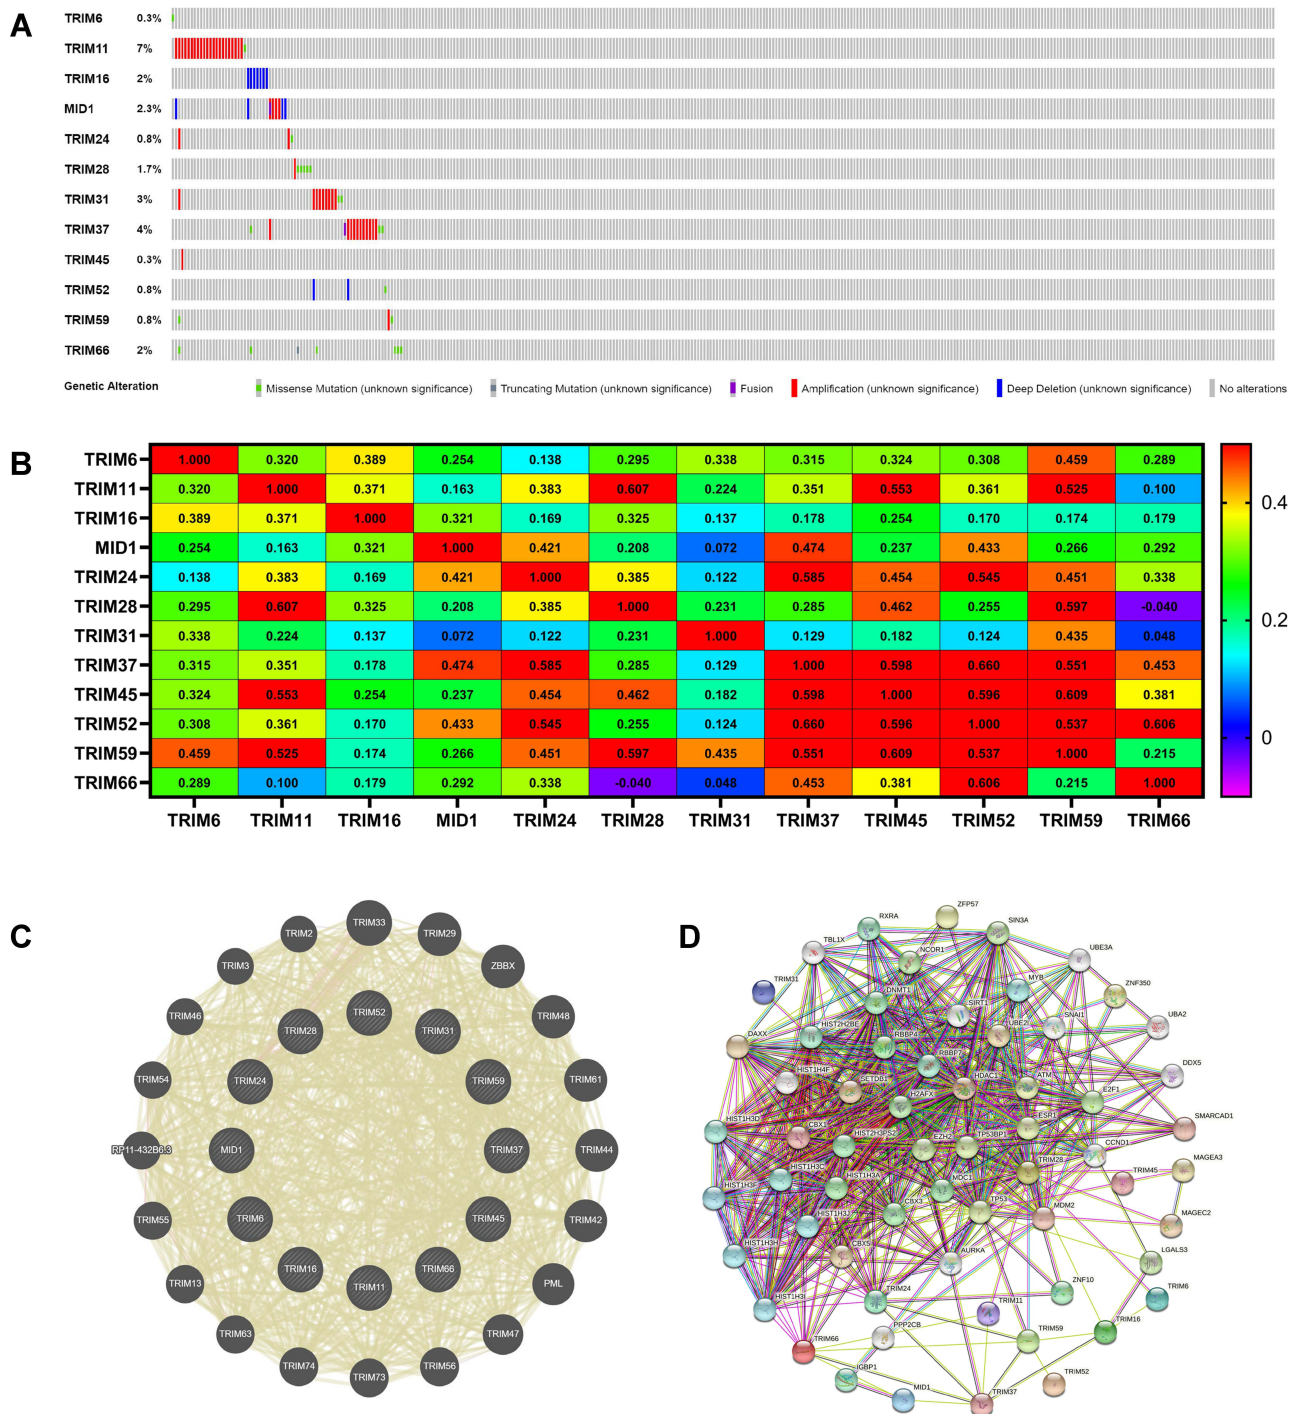 A
TRIM6 0.3%
TRIM11 7%
TRIM16 2%
MID1 2.3%
TRIM24 0.8%
TRIM28 1.7%
TRIM31 3%
TRIM37 4%
TRIM45 0.3%
TRIM52 0.8%
TRIM59 0.8%
TRIM66 2%
Genetic Alteration Missense Mutation (unknown significance) Truncating Mutation (unknown significance) Fusion Amplification (unknown significance) Deep Deletion (unknown significance) No alterations
B
TRIM6 1.000 0.320 0.389 0.254 0.138 0.295 0.338 0.315 0.324 0.308 0.459 0.289
TRIM11 0.320 1.000 0.371 0.163 0.383 0.607 0.224 0.351 0.553 0.361 0.525 0.100
TRIM16 0.389 0.371 1.000 0.321 0.169 0.325 0.137 0.178 0.254 0.170 0.174 0.179
MID1 0.254 0.163 0.321 1.000 0.421 0.208 0.072 0.474 0.237 0.433 0.266 0.292
TRIM24 0.138 0.383 0.169 0.421 1.000 0.385 0.122 0.585 0.454 0.545 0.451 0.338
TRIM28 0.295 0.607 0.325 0.208 0.385 1.000 0.231 0.285 0.462 0.255 0.597 -0.040
TRIM31 0.338 0.224 0.137 0.072 0.122 0.231 1.000 0.129 0.182 0.124 0.435 0.048
TRIM37 0.315 0.351 0.178 0.474 0.585 0.285 0.129 1.000 0.598 0.660 0.551 0.453
TRIM45 0.324 0.553 0.254 0.237 0.454 0.462 0.182 0.598 1.000 0.596 0.609 0.381
TRIM52 0.308 0.361 0.170 0.433 0.545 0.255 0.124 0.660 0.596 1.000 0.537 0.606
TRIM59 0.459 0.525 0.174 0.266 0.451 0.597 0.435 0.551 0.609 0.537 1.000 0.215
TRIM66 0.289 0.100 0.179 0.292 0.338 -0.040 0.048 0.453 0.381 0.606 0.215 1.000
TRIM6 TRIM11 TRIM16 MID1 TRIM24 TRIM28 TRIM31 TRIM37 TRIM45 TRIM52 TRIM59 TRIM66
0.4
0.2
0
C
TRIM33
TRIM2
TRIM29
TRIM3
ZBBX
TRIM46
TRIM52
TRIM48
TRIM28
TRIM31
TRIM54
TRIM24
TRIM59
TRIM61
RP11-432B6.3
MID1
TRIM37
TRIM44
TRIM55
TRIM6
TRIM45
TRIM42
TRIM13
TRIM16
TRIM11
TRIM66
PML
TRIM63
TRIM47
TRIM74
TRIM73
TRIM56
D
ZFP57
RXRA
SIN3A
TBL1X
NCOR1
UBE3A
TRIM31
MYB
ZNF350
DNMT1
SIRT1
SNAI1
UBA2
HIST2H2BE
UBE2I
DAXX
RBBP4
RBBP7
DDX5
HIST1H4F
SETDB1
HDAC1
ATM
E2F1
H2AFX
ESR1
SMARCAD1
HIST1H3D
CBX1
HIST2H3PS2
EZH2
TP53BP1
CCND1
TRIM28
MAGEA3
TRIM45
HIST1H3C
HIST1H3A
MDC1
HIST1H3F
CBX3
TP53
MDM2
MAGEC2
HIST1H3J
HIST1H3H
CBX5
AURKA
LGALS3
TRIM24
ZNF10
TRIM6
HIST1H3I
TRIM11
TRIM16
PPP2CB
TRIM59
TRIM66
IGBP1
TRIM52
MID1
TRIM37